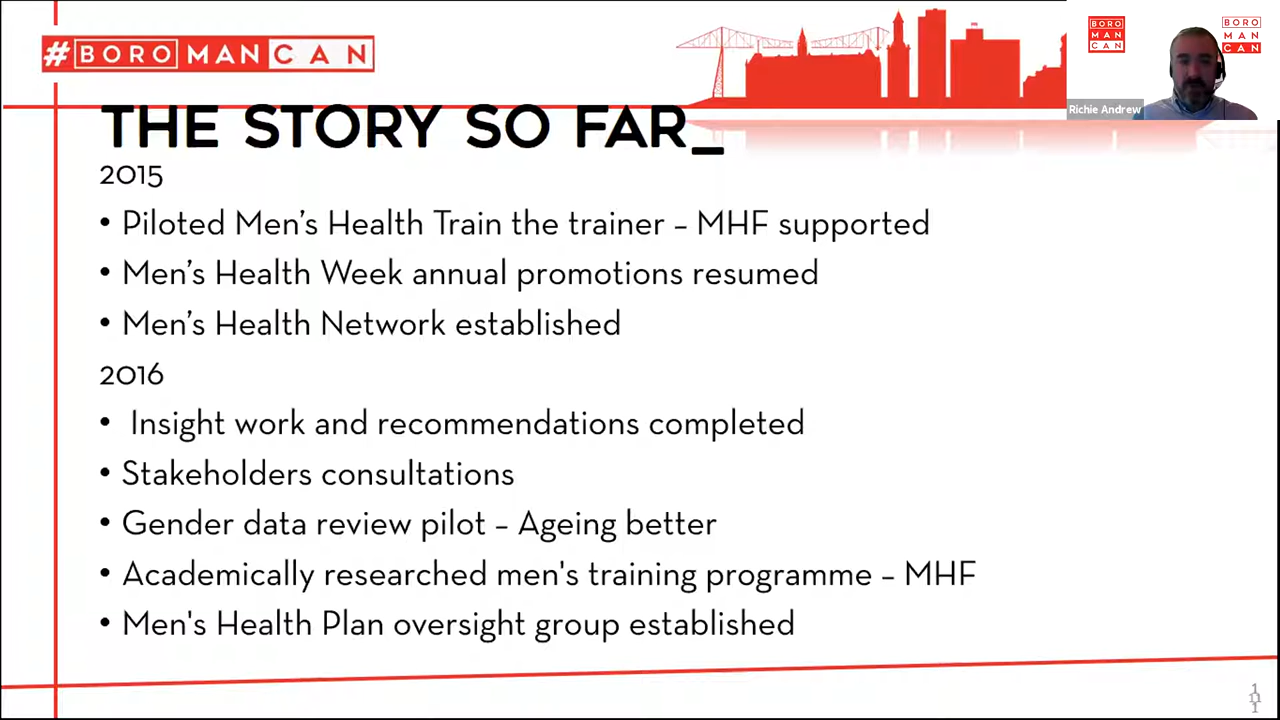 #BOROMANCAN
BORO
MAN
CAN
BORO
MAN
CAN
Richie Andrew
THE STORY SO FAR_
2015
• Piloted Men’s Health Train the trainer – MHF supported
• Men’s Health Week annual promotions resumed
• Men’s Health Network established
2016
• Insight work and recommendations completed
• Stakeholders consultations
• Gender data review pilot – Ageing better
• Academically researched men's training programme – MHF
• Men's Health Plan oversight group established